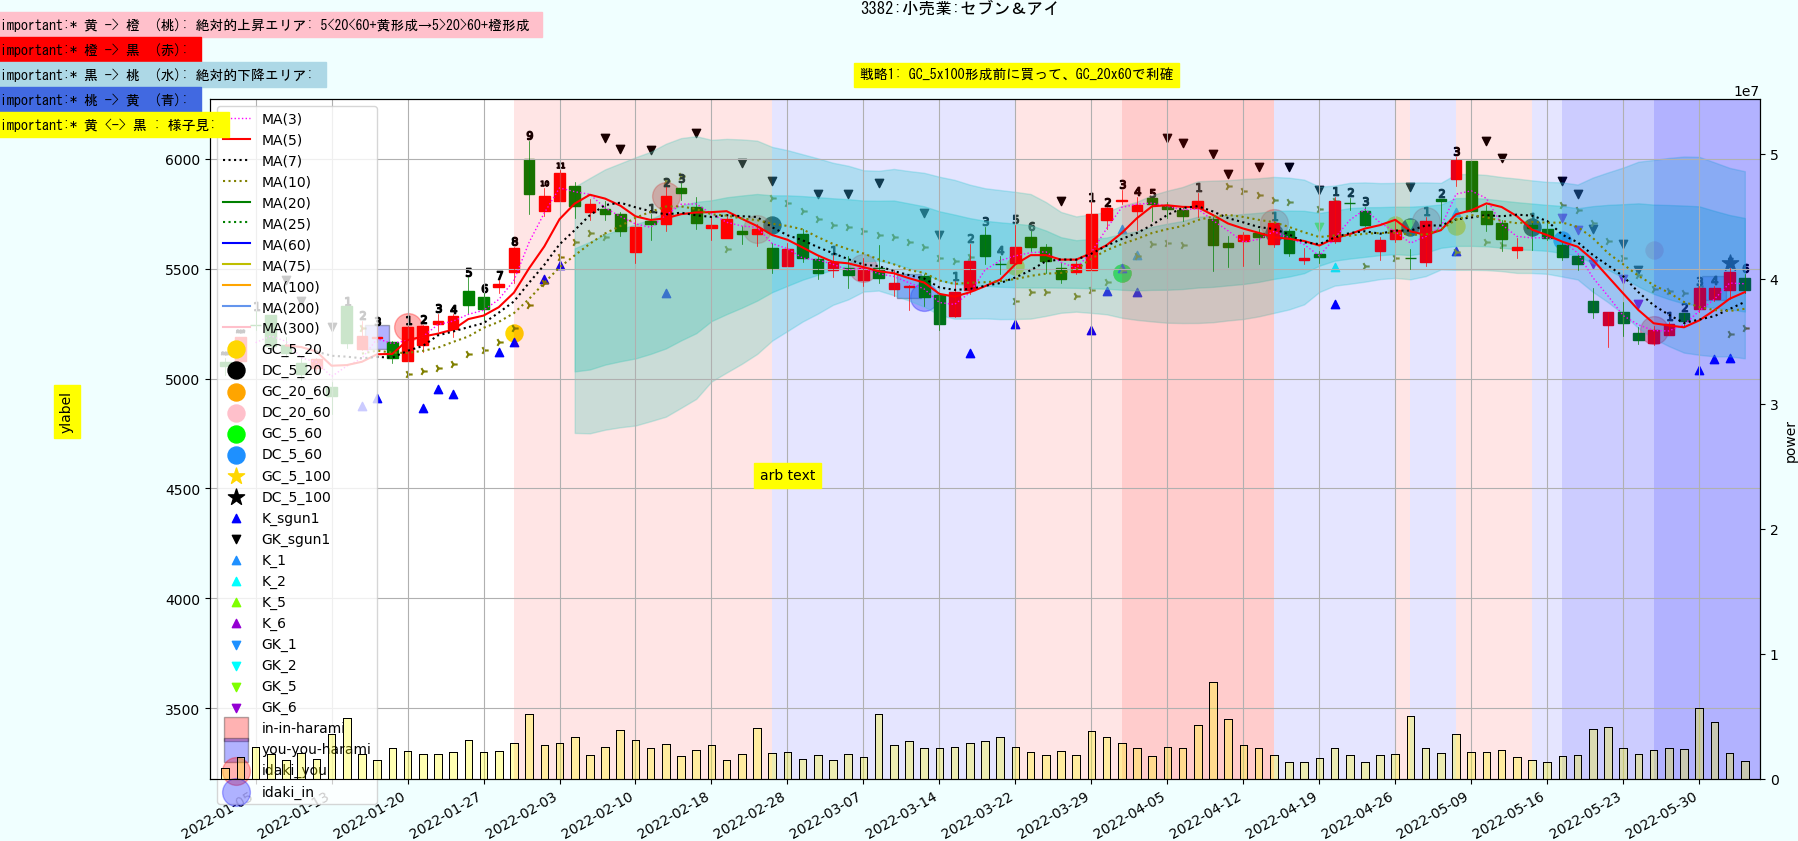 3382:小売業:セブン＆アイ
important:* 黄 -> 橙 (桃): 絶対的上昇エリア: 5<20<60+黄形成→5>20>60+橙形成
important:* 橙 -> 黒 (赤):
important:* 黒 -> 桃 (水): 絶対的下降エリア:
important:* 桃 -> 黄 (青):
important:* 黄 <-> 黒 : 様子見:
戦略1: GC_5x100形成前に買って、GC_20x60で利確
1e7
MA(3)
MA(5)
MA(7)
MA(10)
MA(20)
MA(25)
MA(60)
MA(75)
MA(100)
MA(200)
MA(300)
GC_5_20
DC_5_20
GC_20_60
DC_20_60
GC_5_60
DC_5_60
GC_5_100
DC_5_100
K_sgun1
GK_sgun1
K_1
K_2
K_5
K_6
GK_1
GK_2
GK_5
GK_6
in-in-harami
you-you-harami
idaki_you
idaki_in
6000
5500
5000
4500
4000
3500
ylabel
arb text
5
4
3
2
1
0
power
2022-01-05
2022-01-13
2022-01-20
2022-01-27
2022-02-03
2022-02-10
2022-02-18
2022-02-28
2022-03-07
2022-03-14
2022-03-22
2022-03-29
2022-04-05
2022-04-12
2022-04-19
2022-04-26
2022-05-09
2022-05-16
2022-05-23
2022-05-30